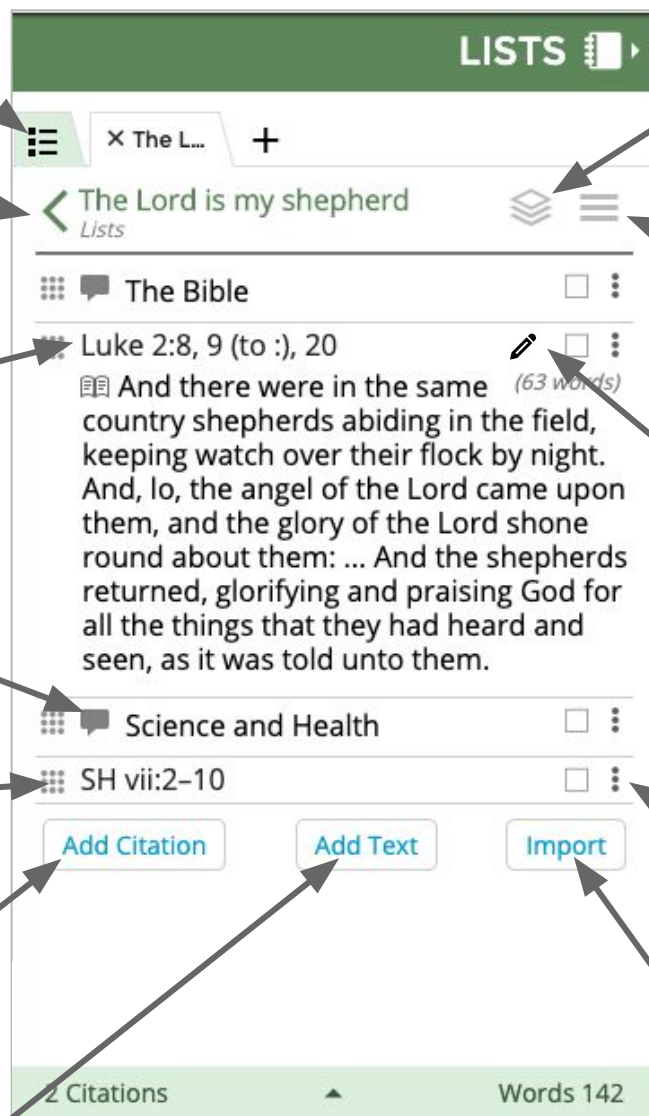 LISTS
The L...
The Lord is my shepherd
Lists
The Bible
Luke 2:8, 9 (to :), 20
And there were in the same (63 words)
country shepherds abiding in the field,
keeping watch over their flock by night.
And, lo, the angel of the Lord came upon
them, and the glory of the Lord shone
round about them: ... And the shepherds
returned, glorifying and praising God for
all the things that they had heard and
seen, as it was told unto them.
Science and Health
SH vii:2–10
Add Citation Add Text Import
2 Citations Words 142